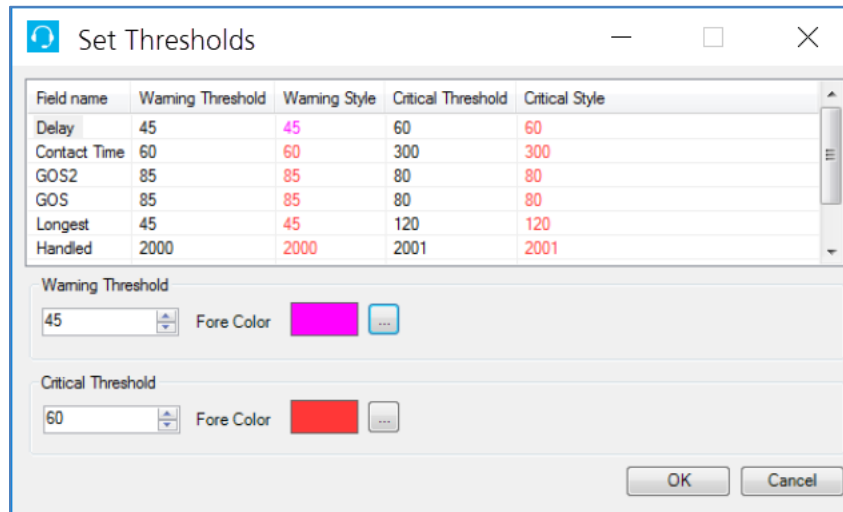 Set Thresholds
Field name Warning Threshold Warning Style Critical Threshold Critical Style
Delay 45 45 60 60
Contact Time 60 60 300 300
GOS2 85 85 80 80
GOS 85 85 80 80
Longest 45 45 120 120
Handled 2000 2000 2001 2001
Warning Threshold
45 Fore Color ...
Critical Threshold
60 Fore Color ...
OK Cancel